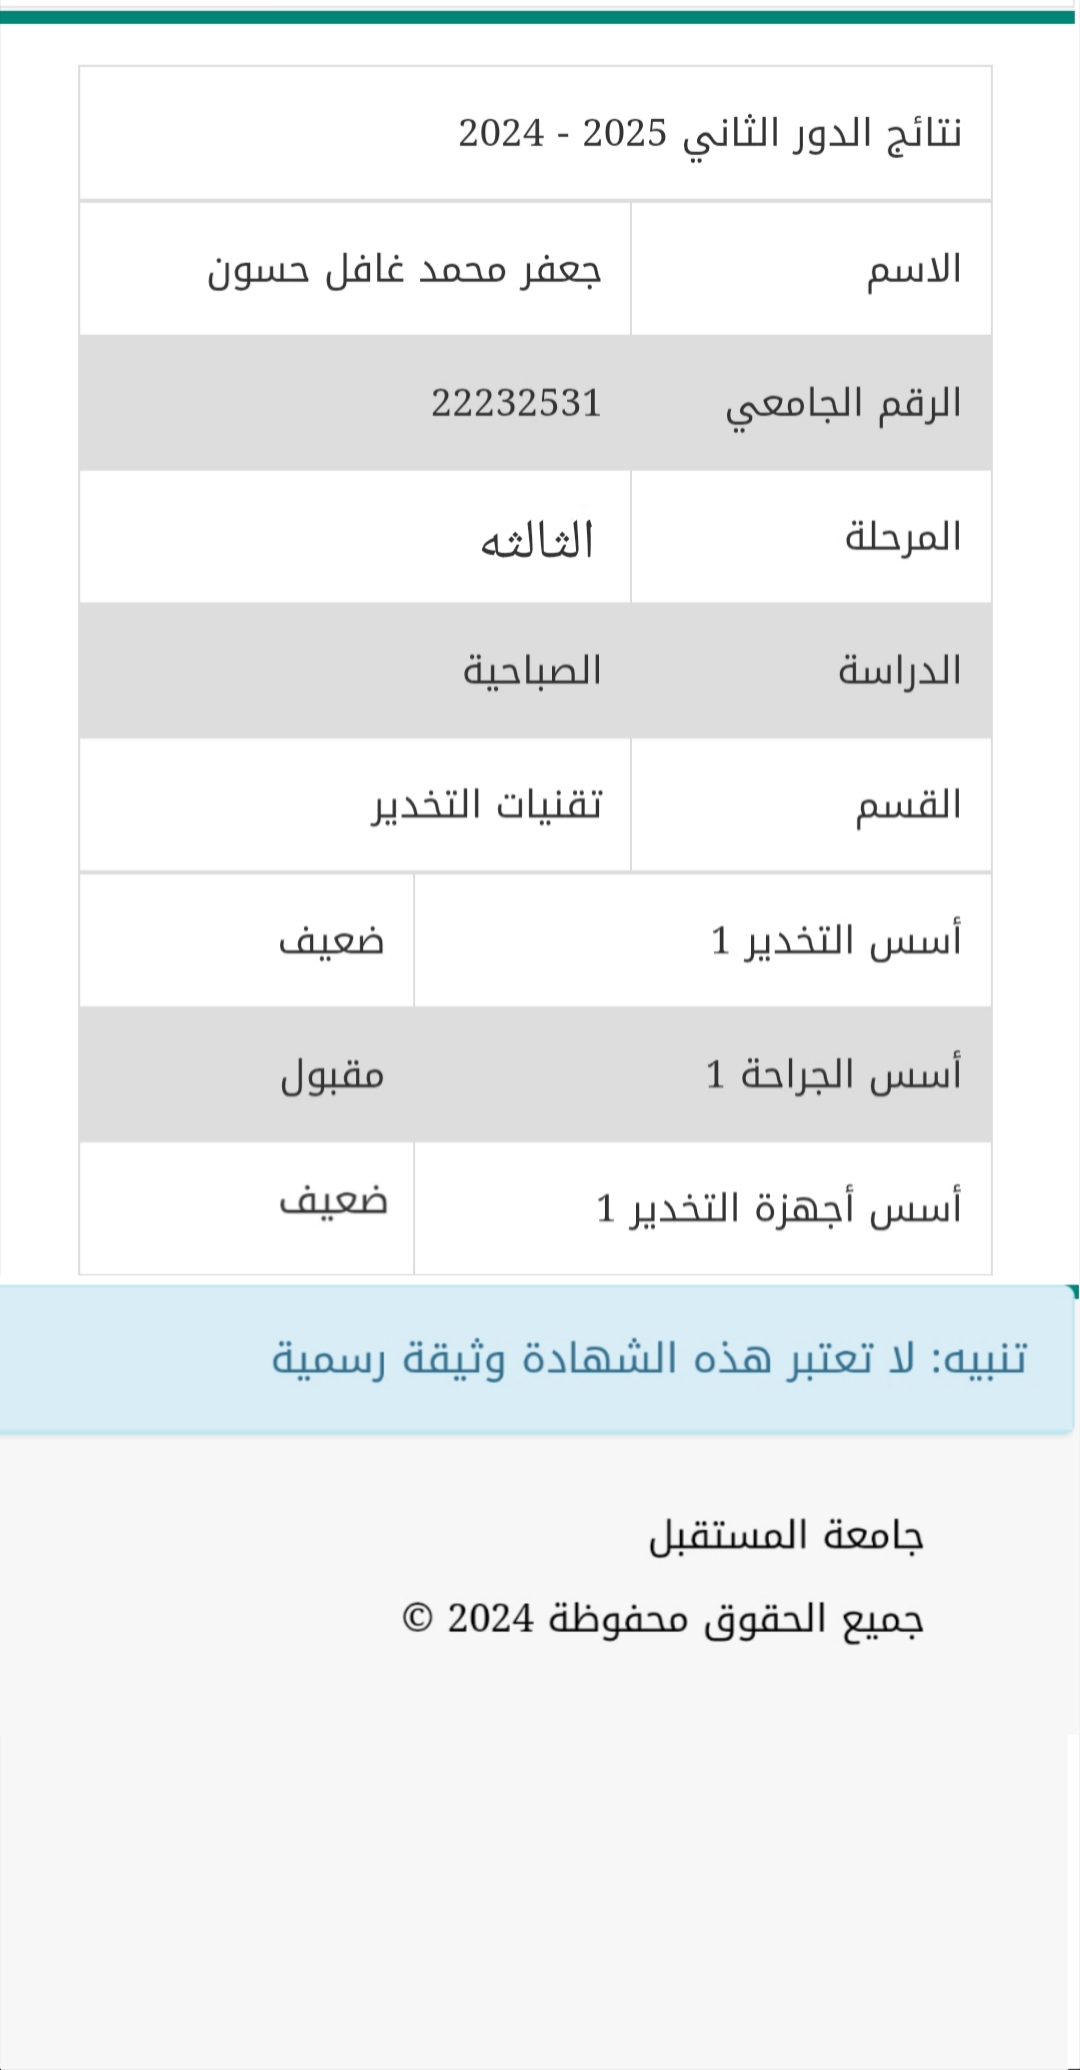 نتائج الدور الثاني 2025 - 2024
الاسم جعفر محمد غافل حسون
الرقم الجامعي 22232531
المرحلة الثالثه
الدراسة الصباحية
القسم تقنيات التخدير
أسس التخدير 1 ضعيف
أسس الجراحة 1 مقبول
أسس أجهزة التخدير 1 ضعيف
تنبيه: لا تعتبر هذه الشهادة وثيقة رسمية
جامعة المستقبل
جميع الحقوق محفوظة 2024 ©